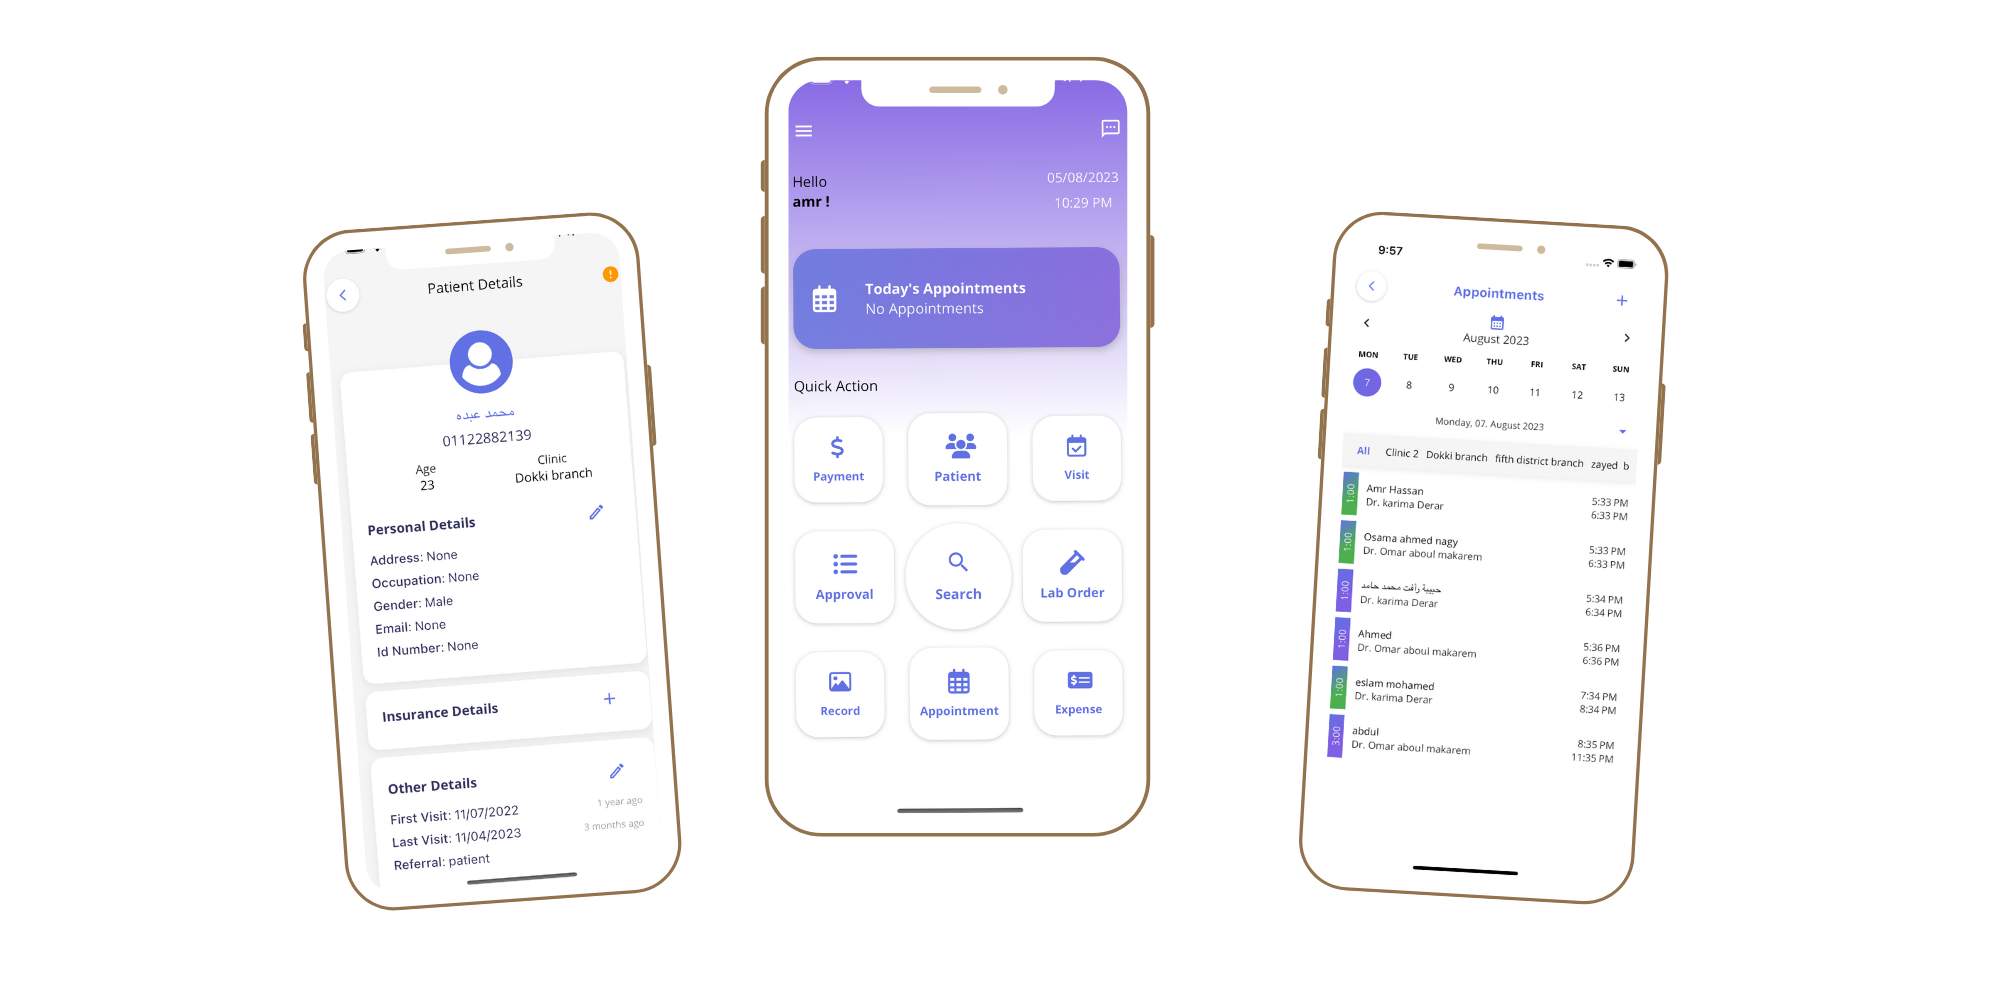 Patient Details
!
محمد عبده
01122882139
Age
23
Clinic
Dokki branch
Personal Details
Address: None
Occupation: None
Gender: Male
Email: None
Id Number: None
Insurance Details
Other Details
First Visit: 11/07/2022
1 year ago
Last Visit: 11/04/2023
3 months ago
Referral: patient
Hello
amr !
05/08/2023
10:29 PM
Today's Appointments
No Appointments
Quick Action
Payment
Patient
Visit
Approval
Search
Lab Order
Record
Appointment
Expense
9:57
Appointments
August 2023
MON TUE WED THU FRI SAT SUN
7 8 9 10 11 12 13
Monday, 07. August 2023
All Clinic 2 Dokki branch fifth district branch zayed b
1:00
Amr Hassan
Dr. karima Derar
5:33 PM
6:33 PM
1:00
Osama ahmed nagy
Dr. Omar aboul makarem
5:33 PM
6:33 PM
1:00
حبيبة رأفت محمد حامد
Dr. karima Derar
5:34 PM
6:34 PM
1:00
Ahmed
Dr. Omar aboul makarem
5:36 PM
6:36 PM
1:00
eslam mohamed
Dr. karima Derar
7:34 PM
8:34 PM
3:00
abdul
Dr. Omar aboul makarem
8:35 PM
11:35 PM